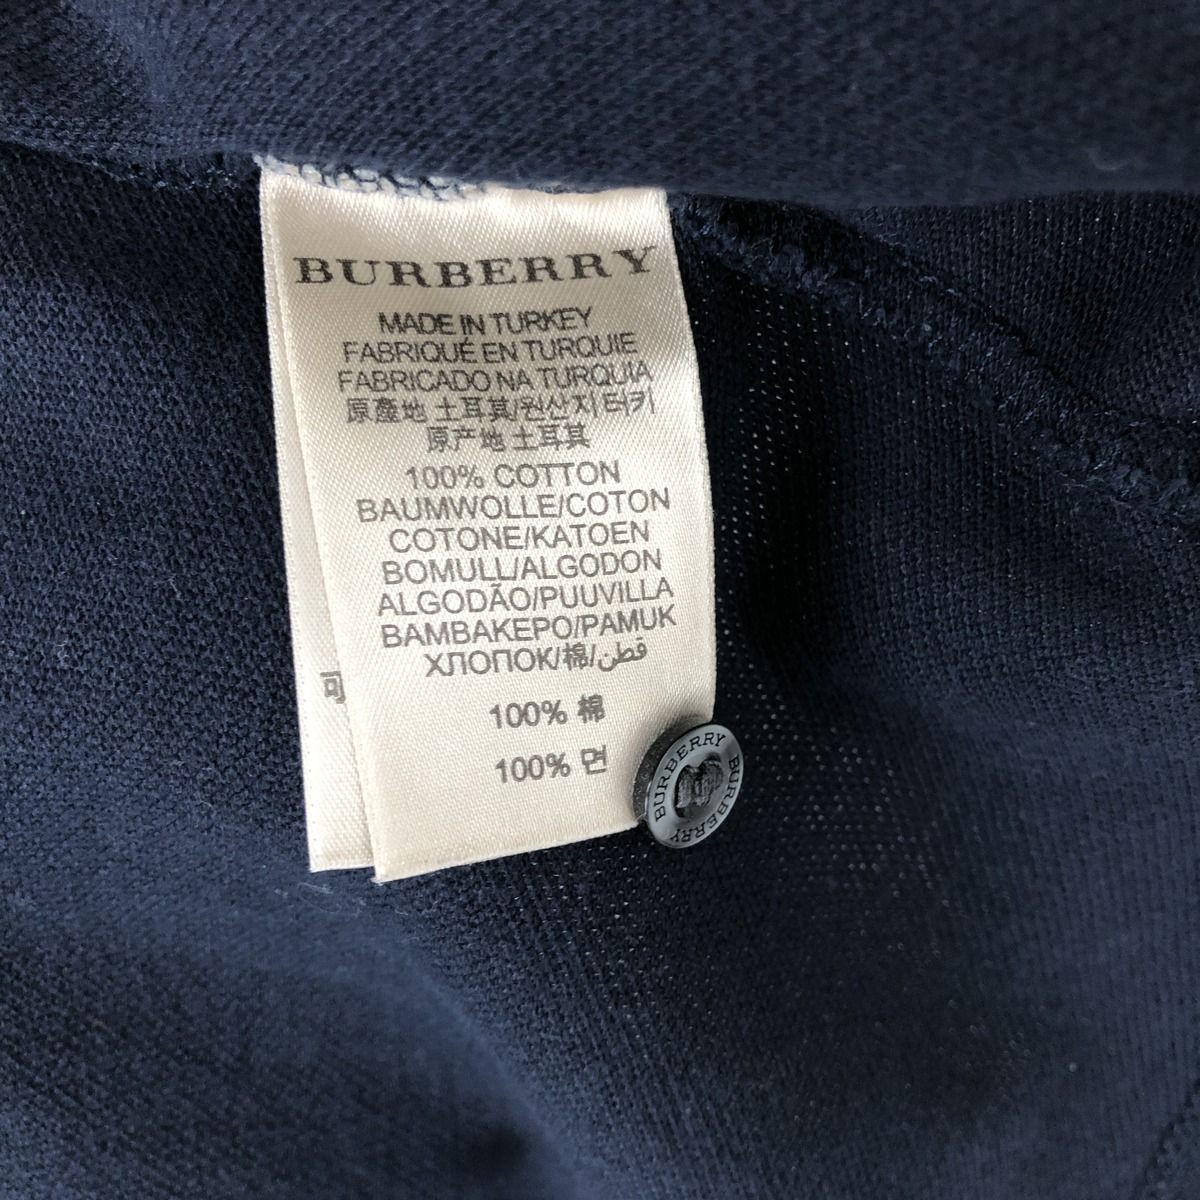 BURBERRY
MADE IN TURKEY
FABRIQUÉ EN TURQUIE
FABRICADO NA TURQUIA
原產地 土耳其/원산지 터키
原产地 土耳其
100% COTTON
BAUMWOLLE/COTON
COTONE/KATOEN
BOMULL/ALGODON
ALGODÃO/PUUVILLA
BAMBAKEPO/PAMUK
ХЛОПОК/棉/قطن
100% 棉
100% 면
可
BURBERRY
BURBERRY
BURBERRY